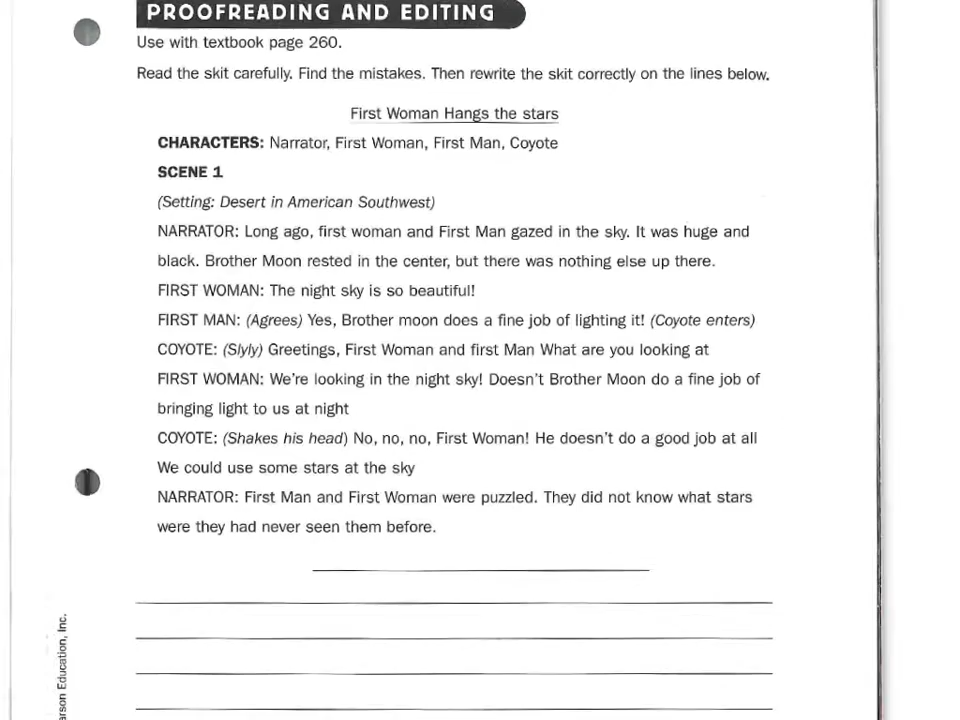 PROOFREADING AND EDITING
Use with textbook page 260.
Read the skit carefully. Find the mistakes. Then rewrite the skit correctly on the lines below.
First Woman Hangs the stars
CHARACTERS: Narrator, First Woman, First Man, Coyote
SCENE 1
(Setting: Desert in American Southwest)
NARRATOR: Long ago, first woman and First Man gazed in the sky. It was huge and
black. Brother Moon rested in the center, but there was nothing else up there.
FIRST WOMAN: The night sky is so beautiful!
FIRST MAN: (Agrees) Yes, Brother moon does a fine job of lighting it! (Coyote enters)
COYOTE: (Slyly) Greetings, First Woman and first Man What are you looking at
FIRST WOMAN: We're looking in the night sky! Doesn't Brother Moon do a fine job of
bringing light to us at night
COYOTE: (Shakes his head) No, no, no, First Woman! He doesn't do a good job at all
We could use some stars at the sky
NARRATOR: First Man and First Woman were puzzled. They did not know what stars
were they had never seen them before.
arson Education, Inc.